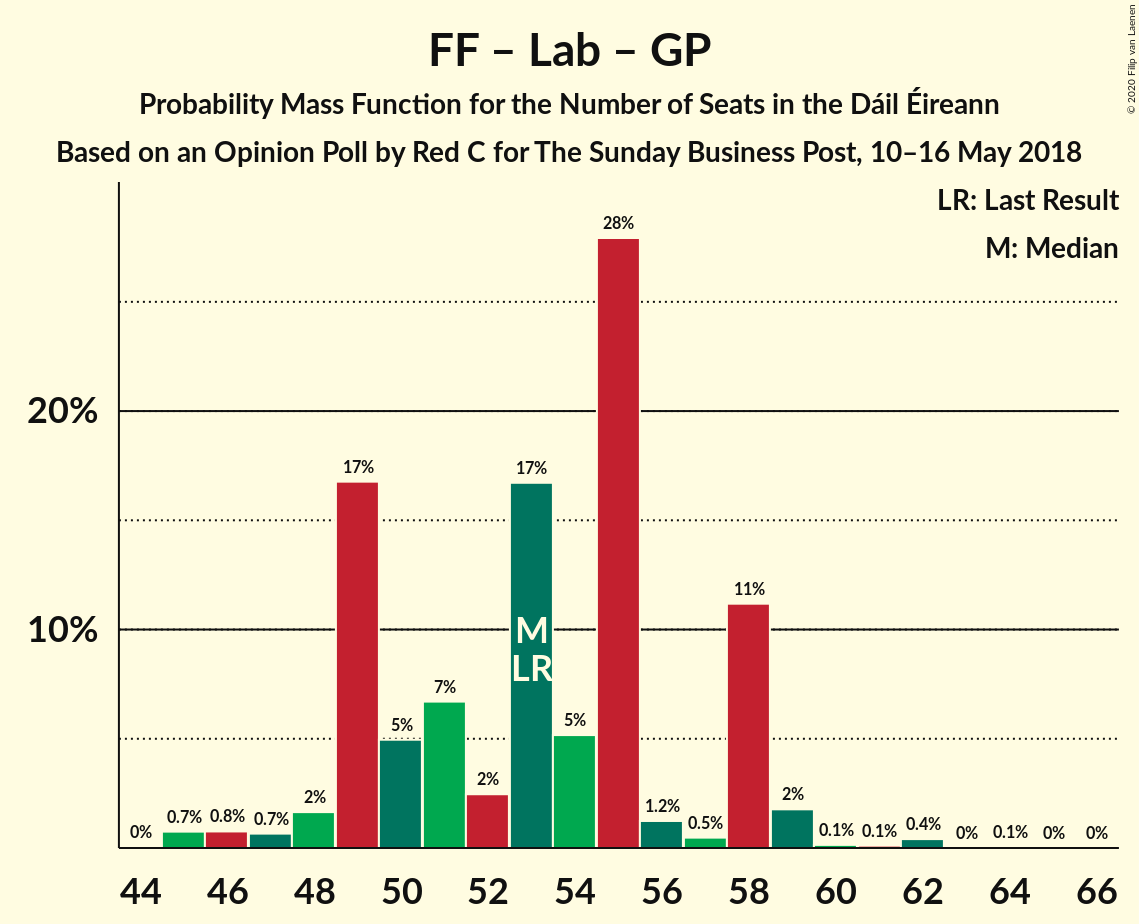 FF – Lab – GP
Probability Mass Function for the Number of Seats in the Dáil Éireann
Based on an Opinion Poll by Red C for The Sunday Business Post, 10–16 May 2018
© 2020 Filip van Laenen
LR: Last Result
M: Median
20%
10%
0%
0.7%
0.8%
0.7%
2%
17%
5%
7%
2%
17%
5%
28%
1.2%
0.5%
11%
2%
0.1%
0.1%
0.4%
0%
0.1%
0%
0%
M
LR
44 46 48 50 52 54 56 58 60 62 64 66